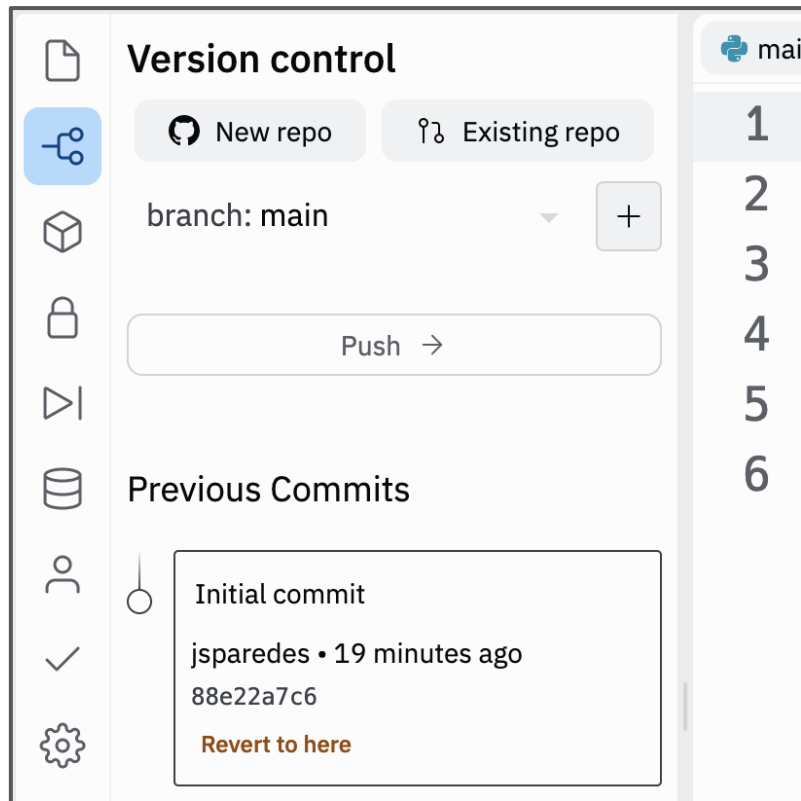 Version control
New repo
Existing repo
branch: main
Push →
Previous Commits
Initial commit
jsparedes • 19 minutes ago
88e22a7c6
Revert to here
mai
1
2
3
4
5
6